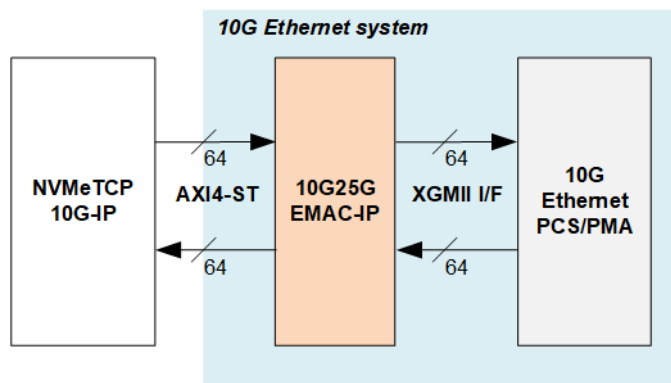 10G Ethernet system
NVMeTCP
10G-IP
64
AXI4-ST
64
10G25G
EMAC-IP
64
XGMII I/F
64
10G
Ethernet
PCS/PMA